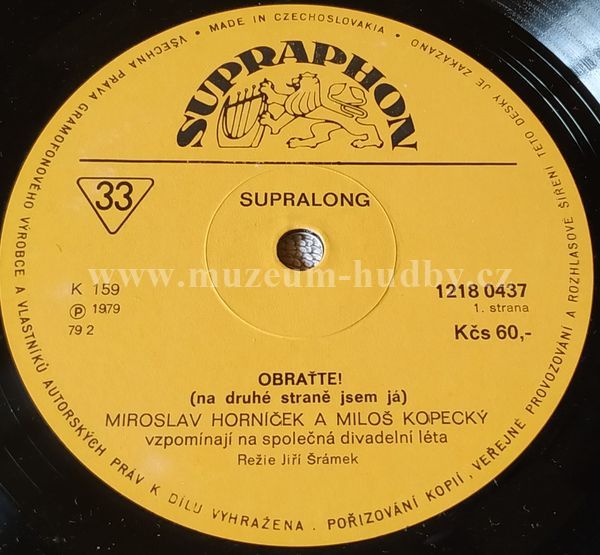 VŠECHNA PRÁVA GRAMOFONOVÉHO VÝROBCE A VLASTNÍKŮ AUTORSKÝCH PRÁV K DÍLU VYHRAŽENA . POŘIZOVÁNÍ KOPIÍ , VEŘEJNÉ PROVOZOVÁNÍ A ROZHLASOVÉ ŠÍŘENÍ TÉTO DESKY JE ZAKÁZÁNO
• MADE IN CZECHOSLOVAKIA •
SUPRAPHON
33
SUPRALONG
www.muzeum-hudby.cz
K 159
Ⓟ 1979
79 2
1218 0437
1. strana
Kčs 60,-
OBRAŤTE!
(na druhé straně jsem já)
MIROSLAV HORNÍČEK A MILOŠ KOPECKÝ
vzpomínají na společná divadelní léta
Režie Jiří Šrámek